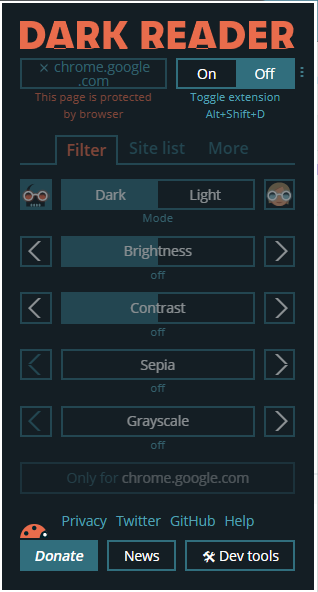 DARK READER
× chrome.google
.com
On Off
This page is protected
by browser
Toggle extension
Alt+Shift+D
Filter Site list More
Dark Light
Mode
Brightness
off
Contrast
off
Sepia
off
Grayscale
off
Only for chrome.google.com
Privacy Twitter GitHub Help
Donate News 🛠 Dev tools